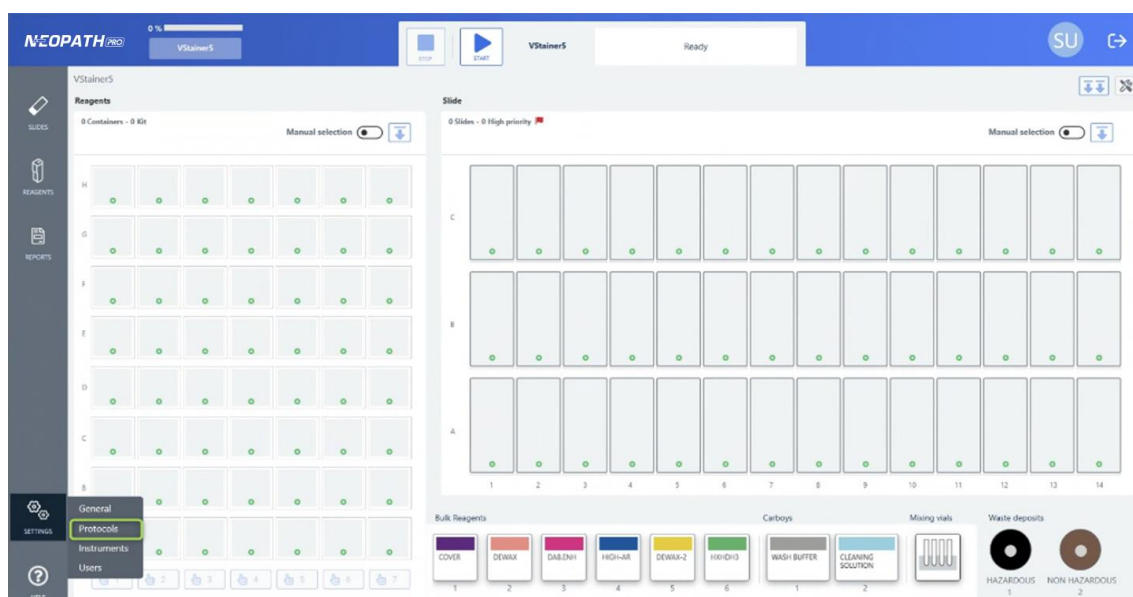 NEOPATH PRO
0 %
VStainer5
STOP
START
VStainer5
Ready
SU
SLIDES
REAGENTS
REPORTS
SETTINGS
HELP
VStainer5
Reagents
0 Containers - 0 Kit
Manual selection
H
G
F
E
D
C
B
1 2 3 4 5 6 7
General
Protocols
Instruments
Users
Slide
0 Slides - 0 High priority
Manual selection
C
B
A
1 2 3 4 5 6 7 8 9 10 11 12 13 14
Bulk Reagents
COVER
DEWAX
DAB.ENH
HIGH-AR
DEWAX-2
HXHDH3
1 2 3 4 5 6
Carboys
WASH BUFFER
CLEANING
SOLUTION
1 2
Mixing vials
Waste deposits
HAZARDOUS
1
NON HAZARDOUS
2